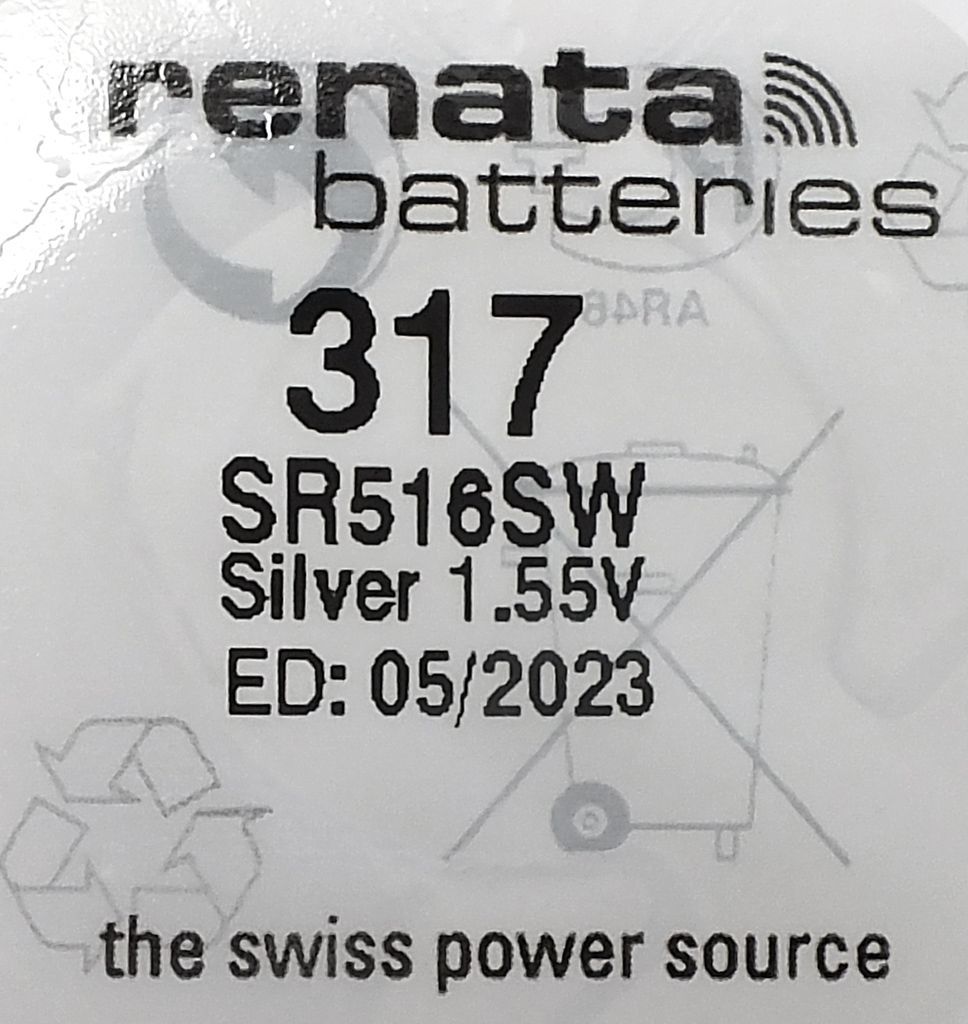 renata
batteries
317
SR516SW
Silver 1.55V
ED: 05/2023
the swiss power source